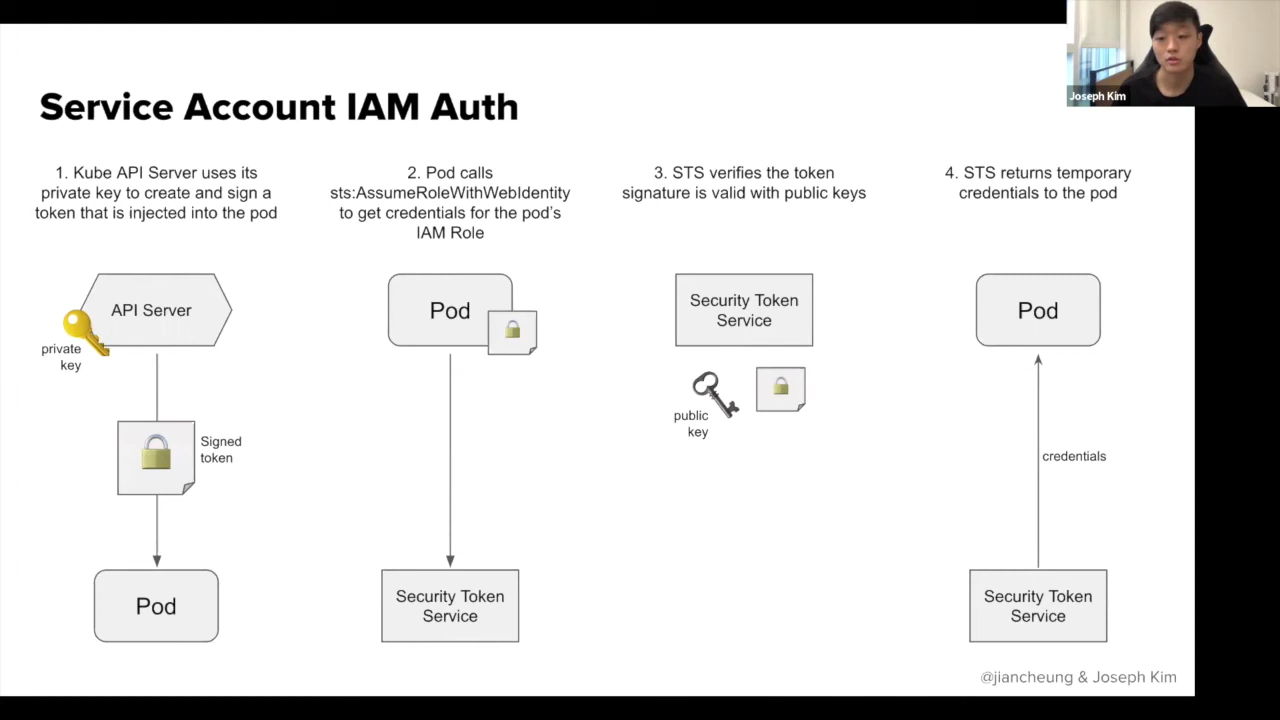 Joseph Kim
Service Account IAM Auth
1. Kube API Server uses its
private key to create and sign a
token that is injected into the pod
2. Pod calls
sts:AssumeRoleWithWebIdentity
to get credentials for the pod's
IAM Role
3. STS verifies the token
signature is valid with public keys
4. STS returns temporary
credentials to the pod
API Server
private
key
Signed
token
Pod
Pod
Security Token
Service
Security Token
Service
public
key
Pod
credentials
Security Token
Service
@jiancheung & Joseph Kim